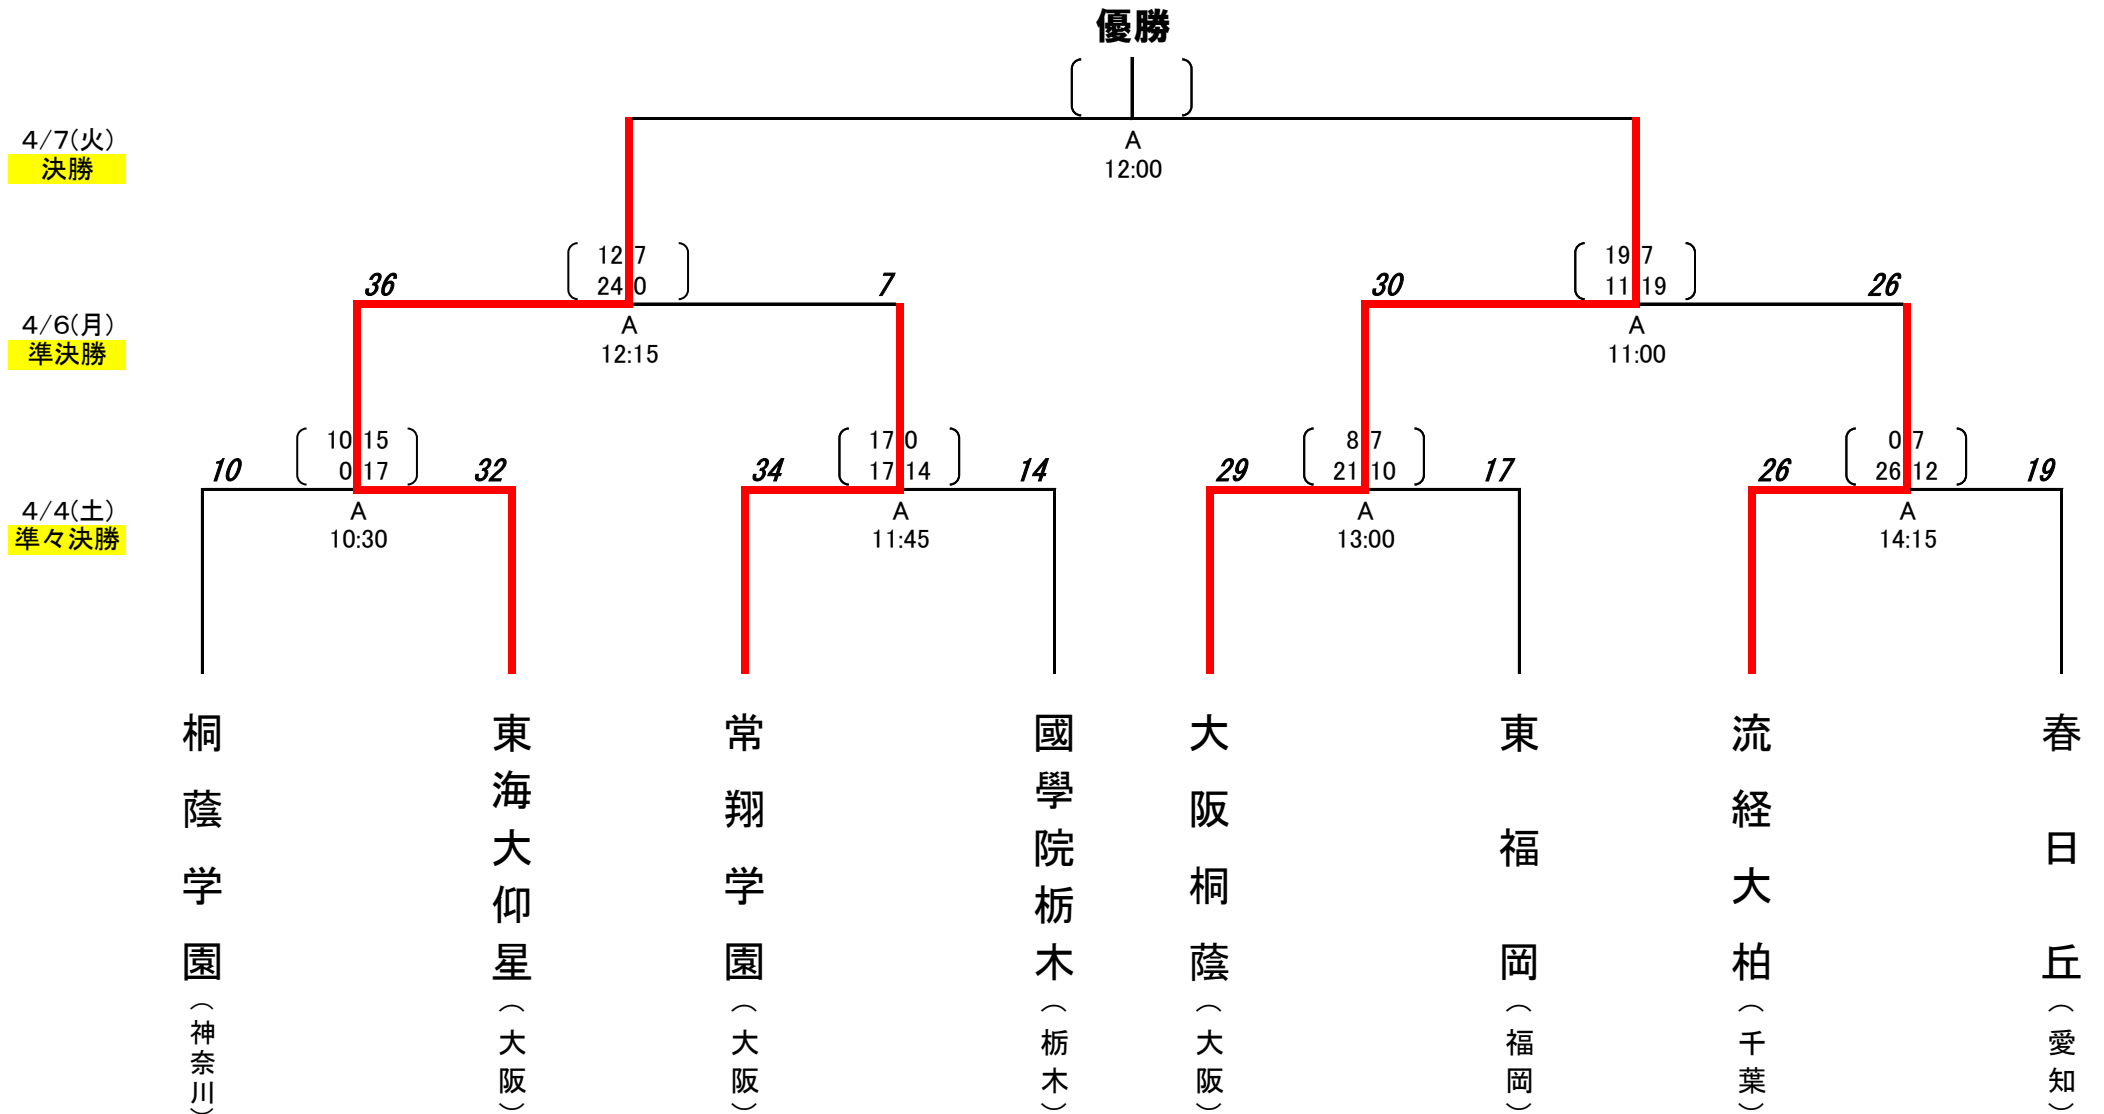 優勝
4/7(火)
決勝
A
12:00
36
12 7
24 0
7
30
19 7
11 19
26
4/6(月)
準決勝
A
12:15
A
11:00
10
10 15
0 17
32
34
17 0
17 14
14
29
8 7
21 10
17
26
0 7
26 12
19
4/4(土)
準々決勝
A
10:30
A
11:45
A
13:00
A
14:15
桐蔭学園(神奈川)
東海大仰星(大阪)
常翔学園(大阪)
國學院栃木(栃木)
大阪桐蔭(大阪)
東福岡(福岡)
流経大柏(千葉)
春日丘(愛知)